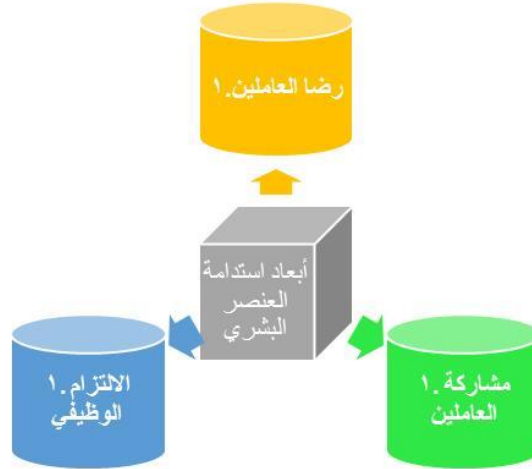 ١. رضا العاملين
أبعاد استدامة
العنصر
البشري
١. مشاركة
العاملين
١. الالتزام
الوظيفي